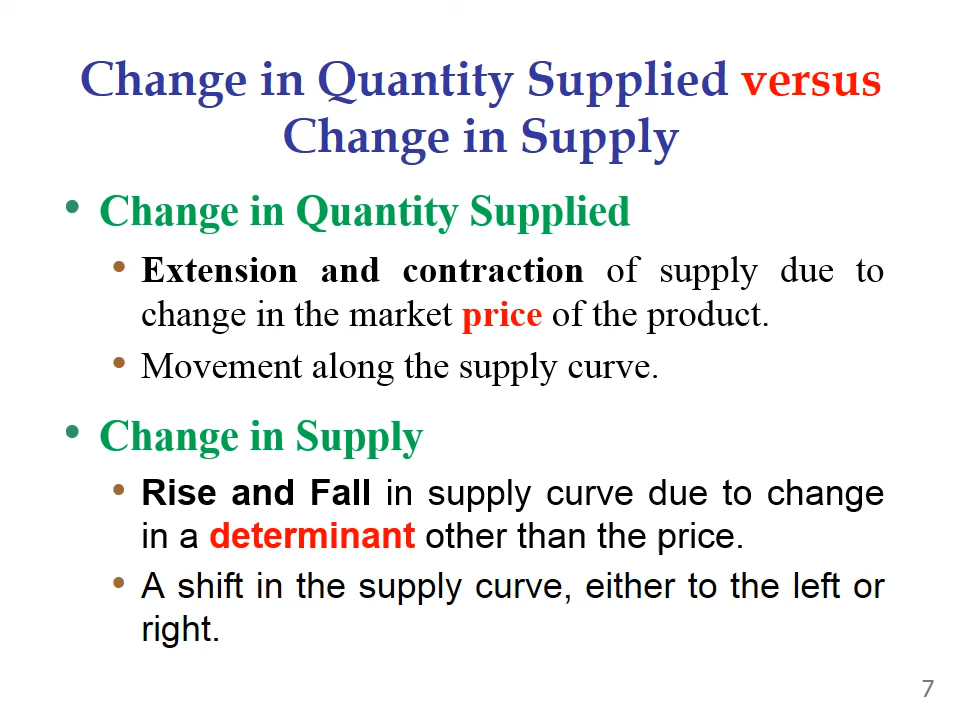 Change in Quantity Supplied versus
Change in Supply
• Change in Quantity Supplied
• Extension and contraction of supply due to
change in the market price of the product.
• Movement along the supply curve.
• Change in Supply
• Rise and Fall in supply curve due to change
in a determinant other than the price.
• A shift in the supply curve, either to the left or
right.
7